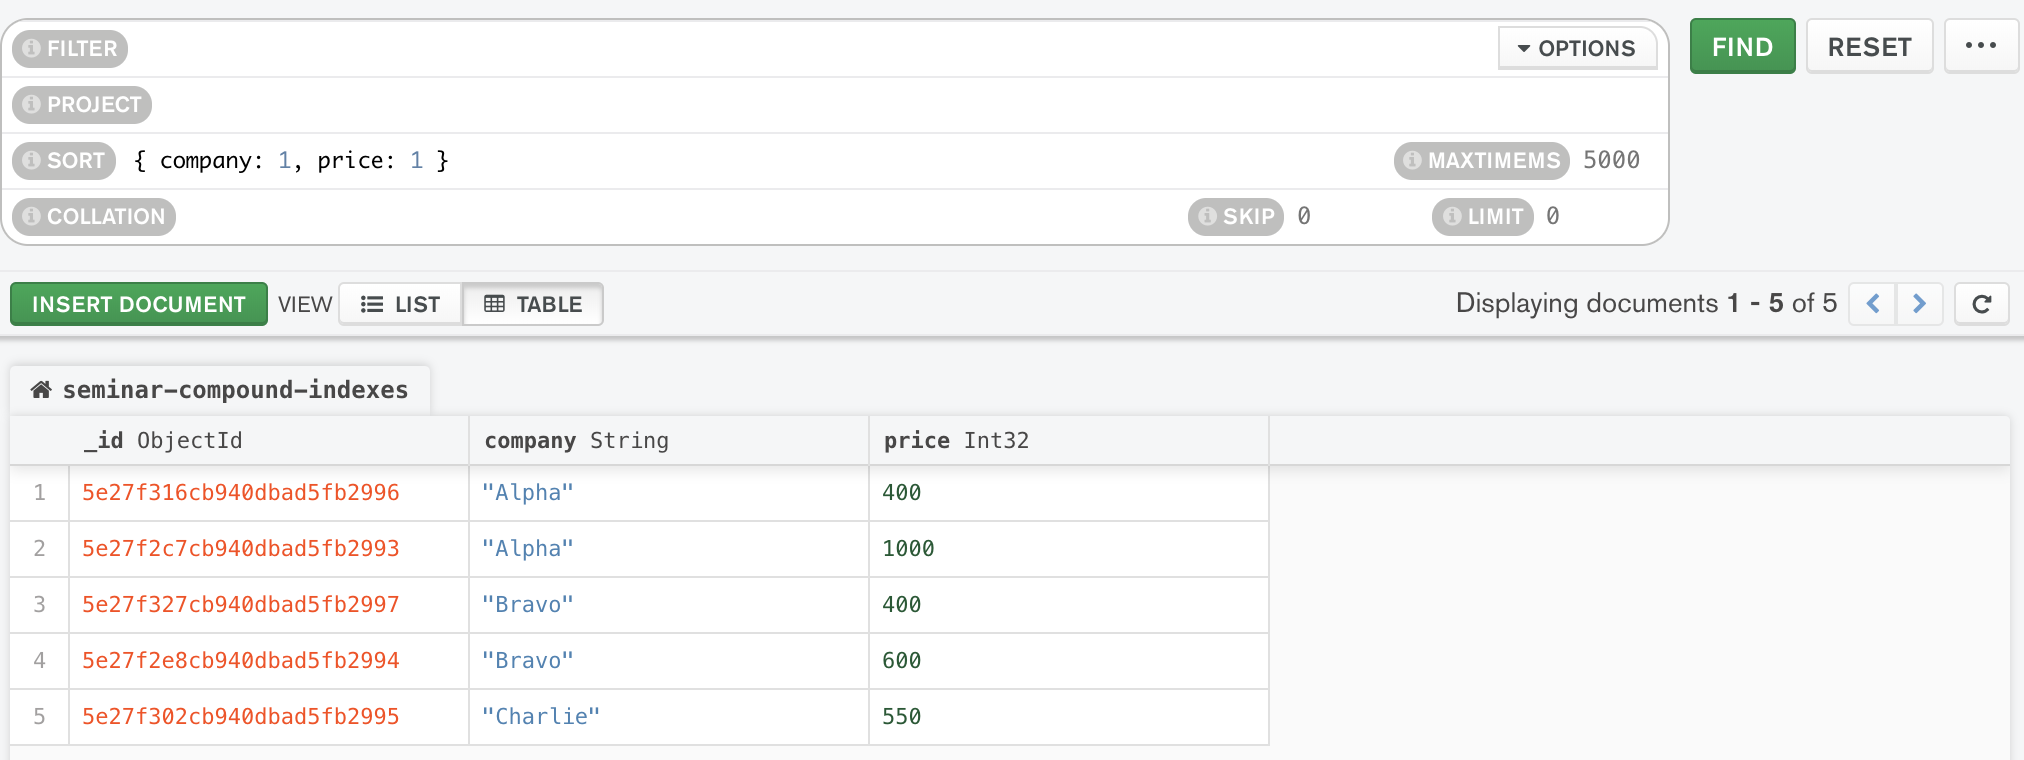 FILTER
OPTIONS
FIND
RESET
PROJECT
SORT { company: 1, price: 1 }
MAXTIMEMS 5000
COLLATION
SKIP 0
LIMIT 0
INSERT DOCUMENT VIEW LIST TABLE
Displaying documents 1 - 5 of 5
seminar-compound-indexes
_id ObjectId company String price Int32
1 5e27f316cb940dbad5fb2996 "Alpha" 400
2 5e27f2c7cb940dbad5fb2993 "Alpha" 1000
3 5e27f327cb940dbad5fb2997 "Bravo" 400
4 5e27f2e8cb940dbad5fb2994 "Bravo" 600
5 5e27f302cb940dbad5fb2995 "Charlie" 550